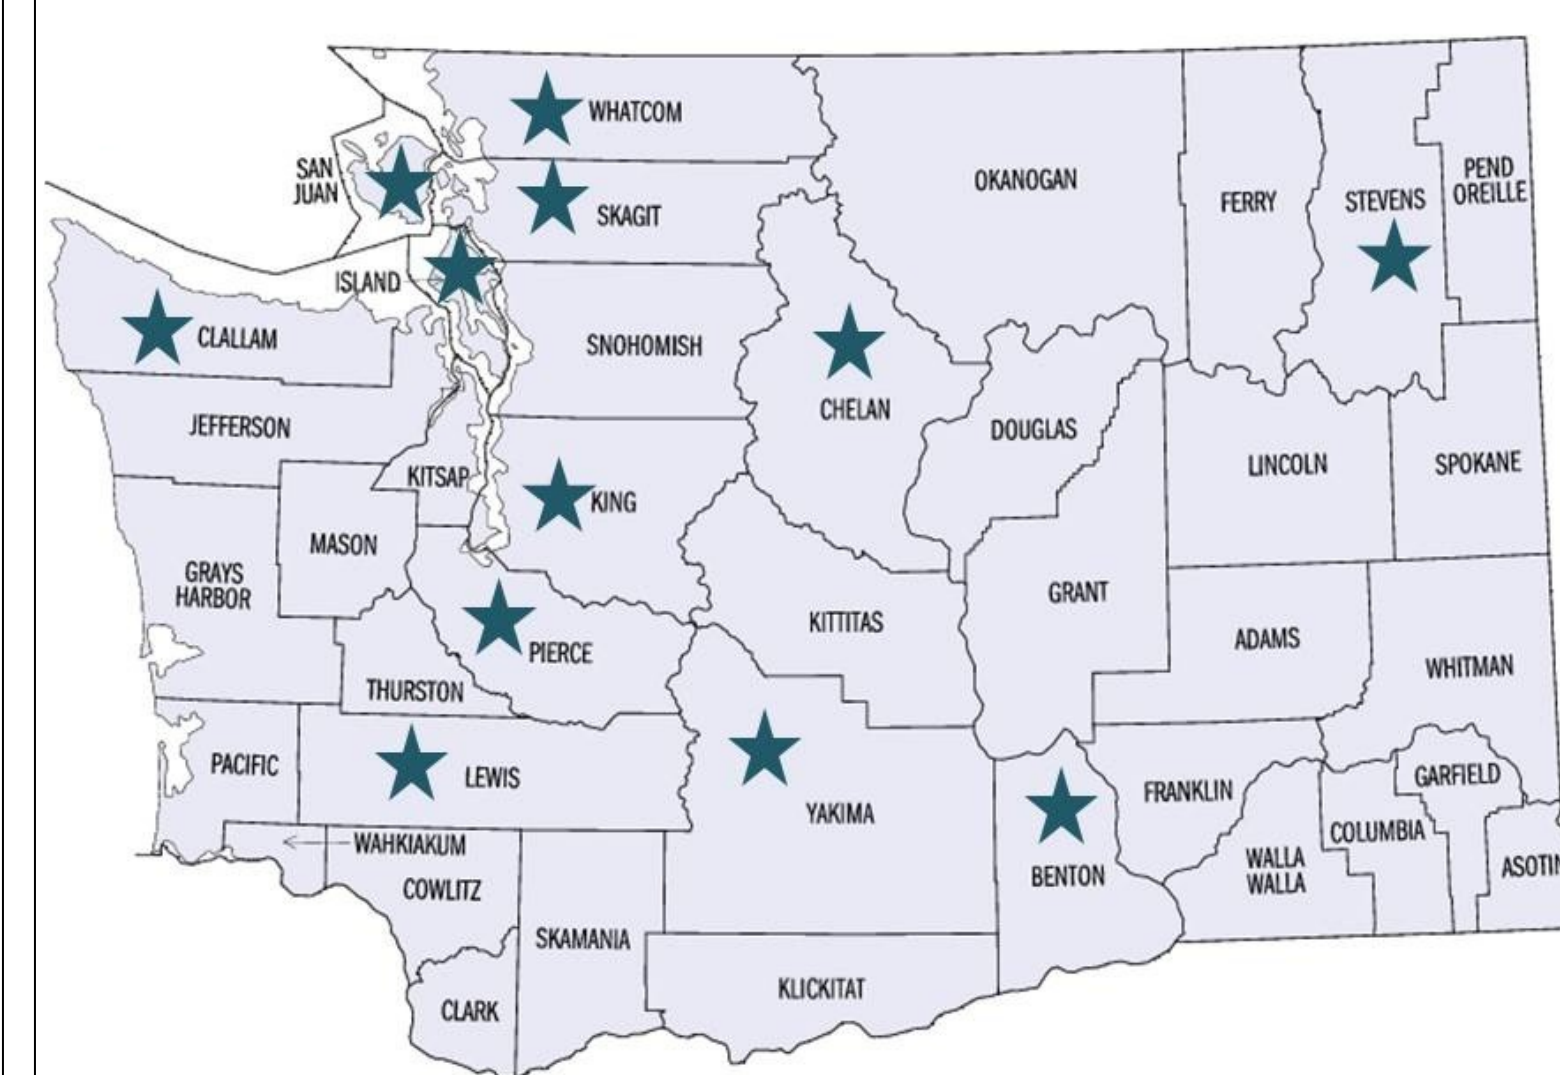 WHATCOM
SAN
JUAN
SKAGIT
OKANOGAN
FERRY
STEVENS
PEND
OREILLE
ISLAND
CLALLAM
SNOHOMISH
CHELAN
DOUGLAS
JEFFERSON
KITSAP
KING
LINCOLN
SPOKANE
MASON
GRAYS
HARBOR
PIERCE
KITTITAS
GRANT
ADAMS
WHITMAN
THURSTON
PACIFIC
LEWIS
YAKIMA
BENTON
FRANKLIN
GARFIELD
COLUMBIA
WALLA
WALLA
ASOTIN
WAHKIAKUM
COWLITZ
SKAMANIA
KLICKITAT
CLARK